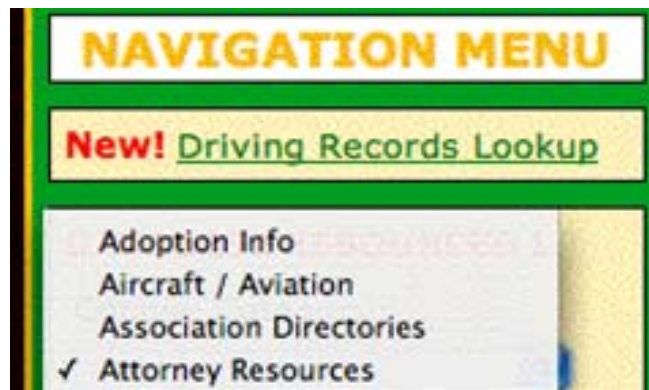 NAVIGATION MENU
New! Driving Records Lookup
Adoption Info
Aircraft / Aviation
Association Directories
✓ Attorney Resources